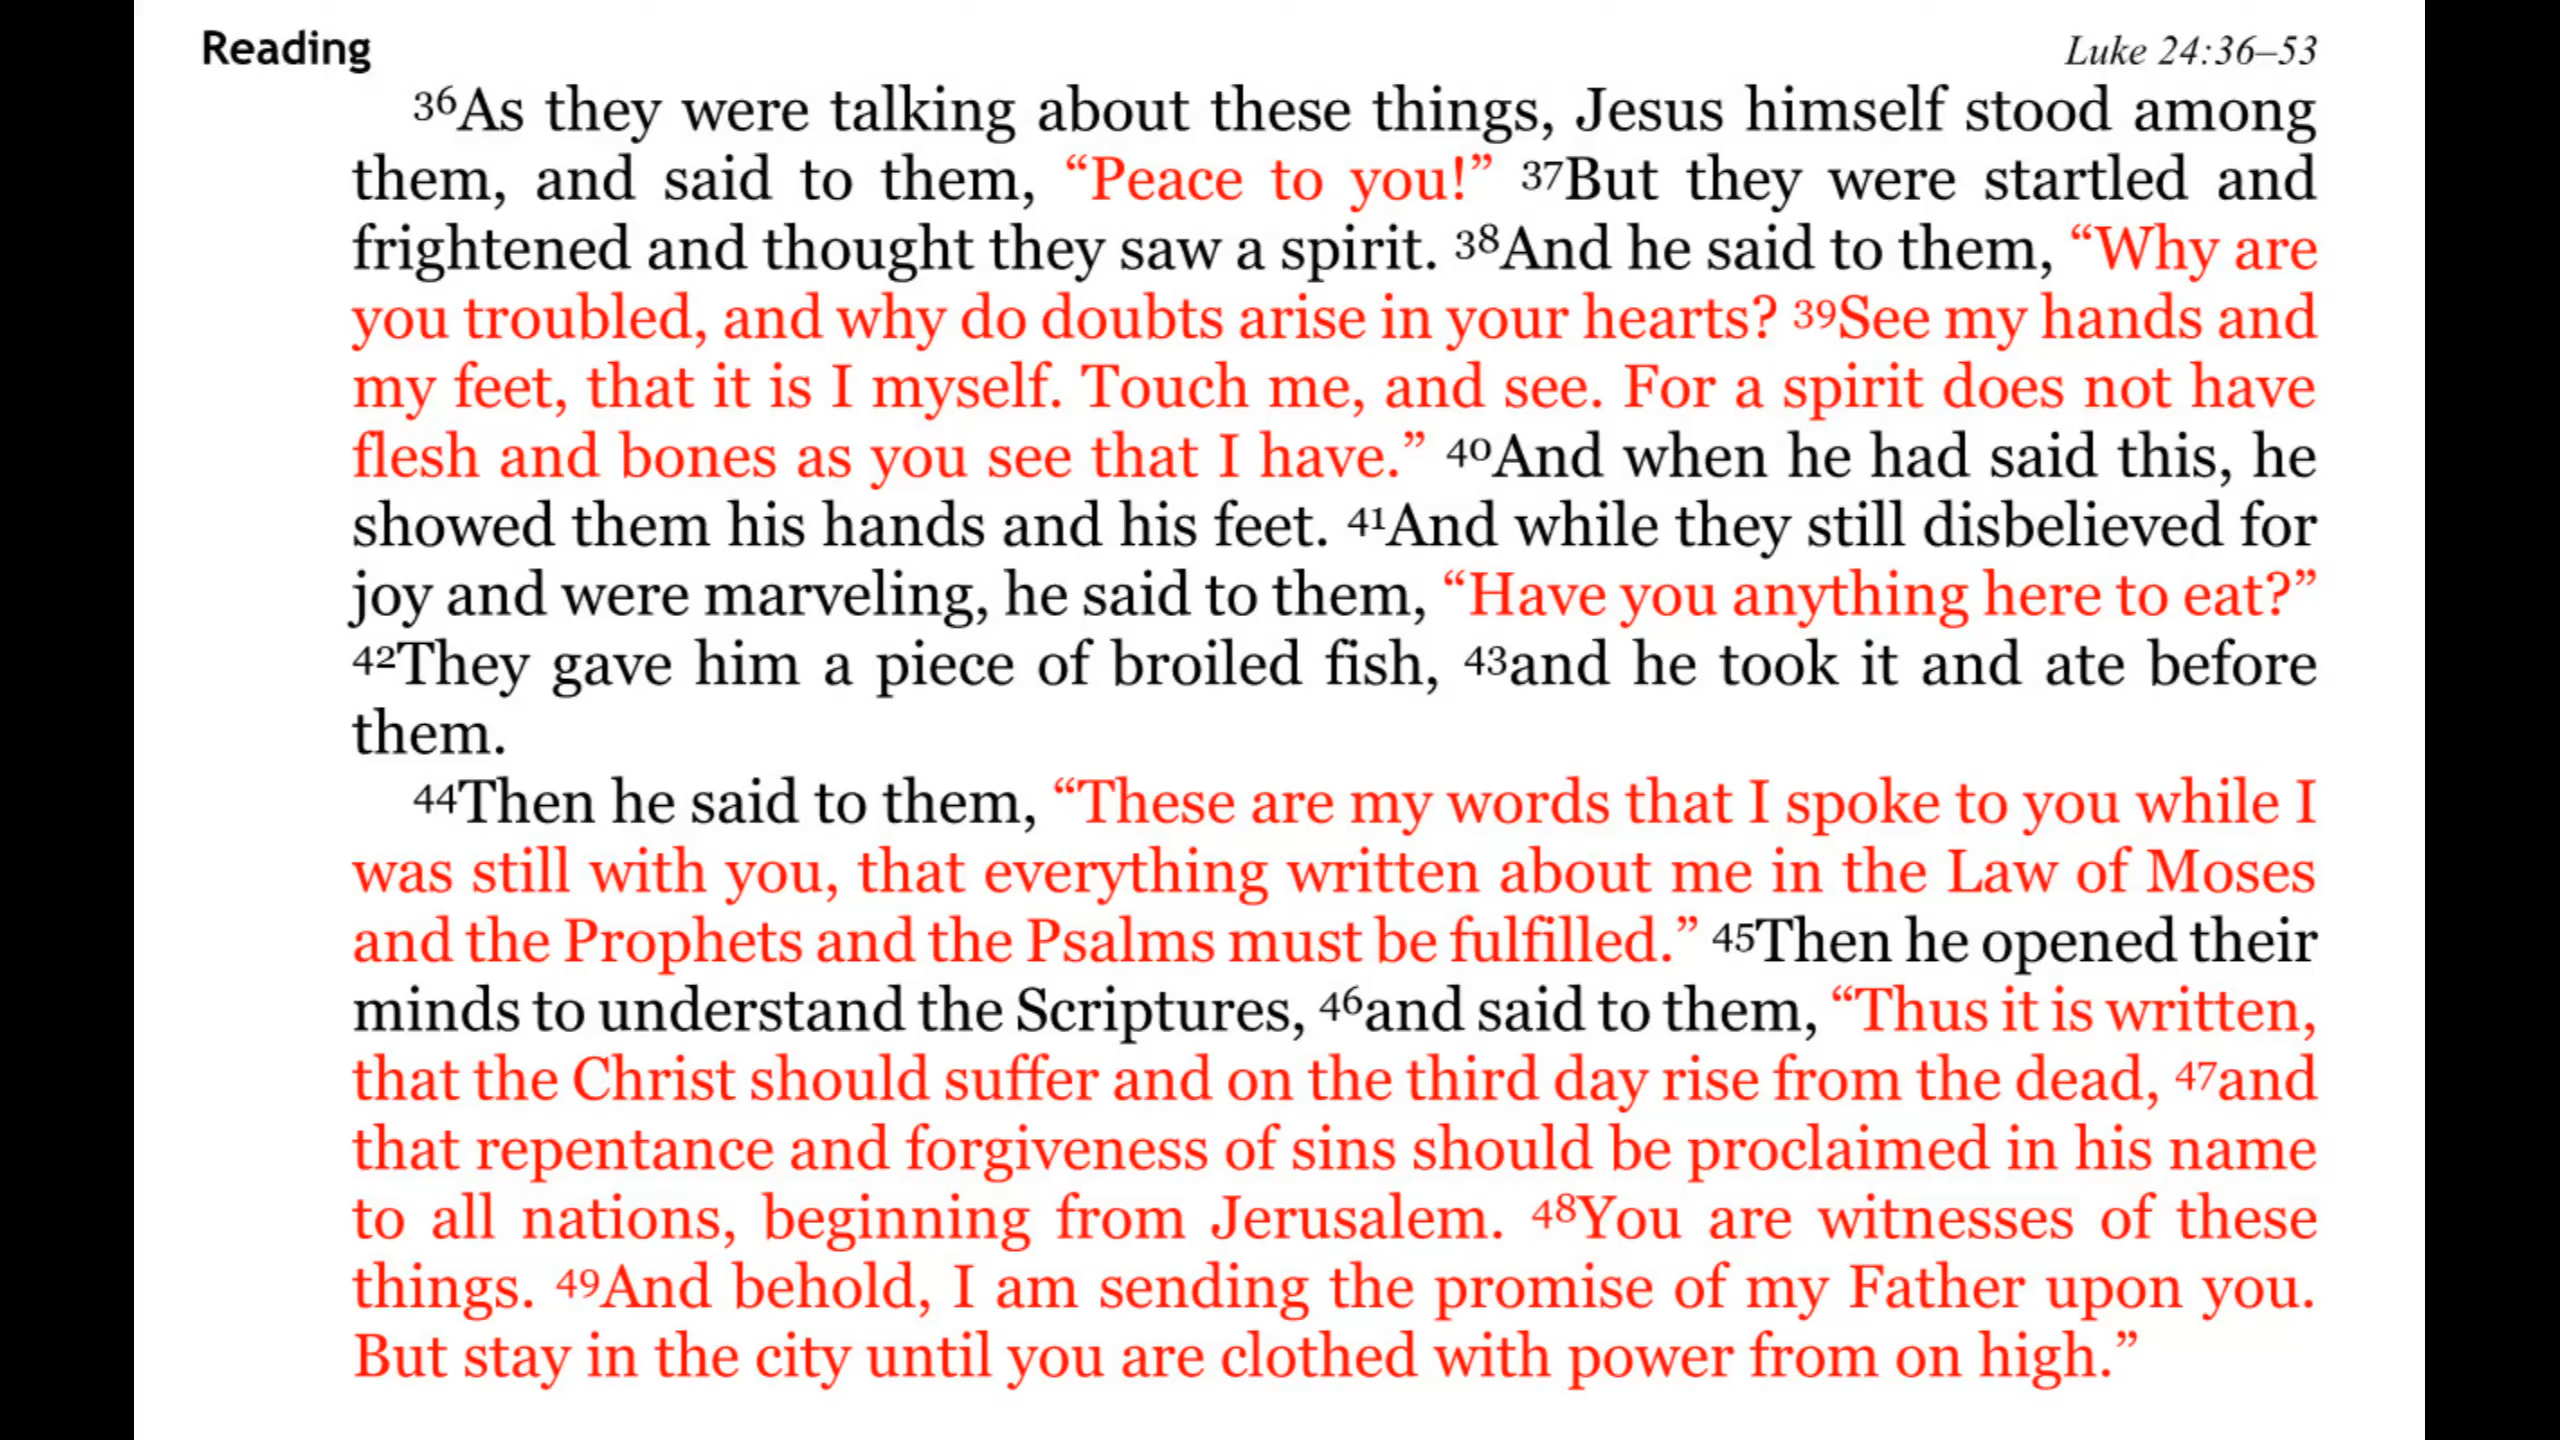 Reading
Luke 24:36–53
36As they were talking about these things, Jesus himself stood among
them, and said to them, “Peace to you!” 37But they were startled and
frightened and thought they saw a spirit. 38And he said to them, “Why are
you troubled, and why do doubts arise in your hearts? 39See my hands and
my feet, that it is I myself. Touch me, and see. For a spirit does not have
flesh and bones as you see that I have.” 40And when he had said this, he
showed them his hands and his feet. 41And while they still disbelieved for
joy and were marveling, he said to them, “Have you anything here to eat?”
42They gave him a piece of broiled fish, 43and he took it and ate before
them.
44Then he said to them, “These are my words that I spoke to you while I
was still with you, that everything written about me in the Law of Moses
and the Prophets and the Psalms must be fulfilled.” 45Then he opened their
minds to understand the Scriptures, 46and said to them, “Thus it is written,
that the Christ should suffer and on the third day rise from the dead, 47and
that repentance and forgiveness of sins should be proclaimed in his name
to all nations, beginning from Jerusalem. 48You are witnesses of these
things. 49And behold, I am sending the promise of my Father upon you.
But stay in the city until you are clothed with power from on high.”